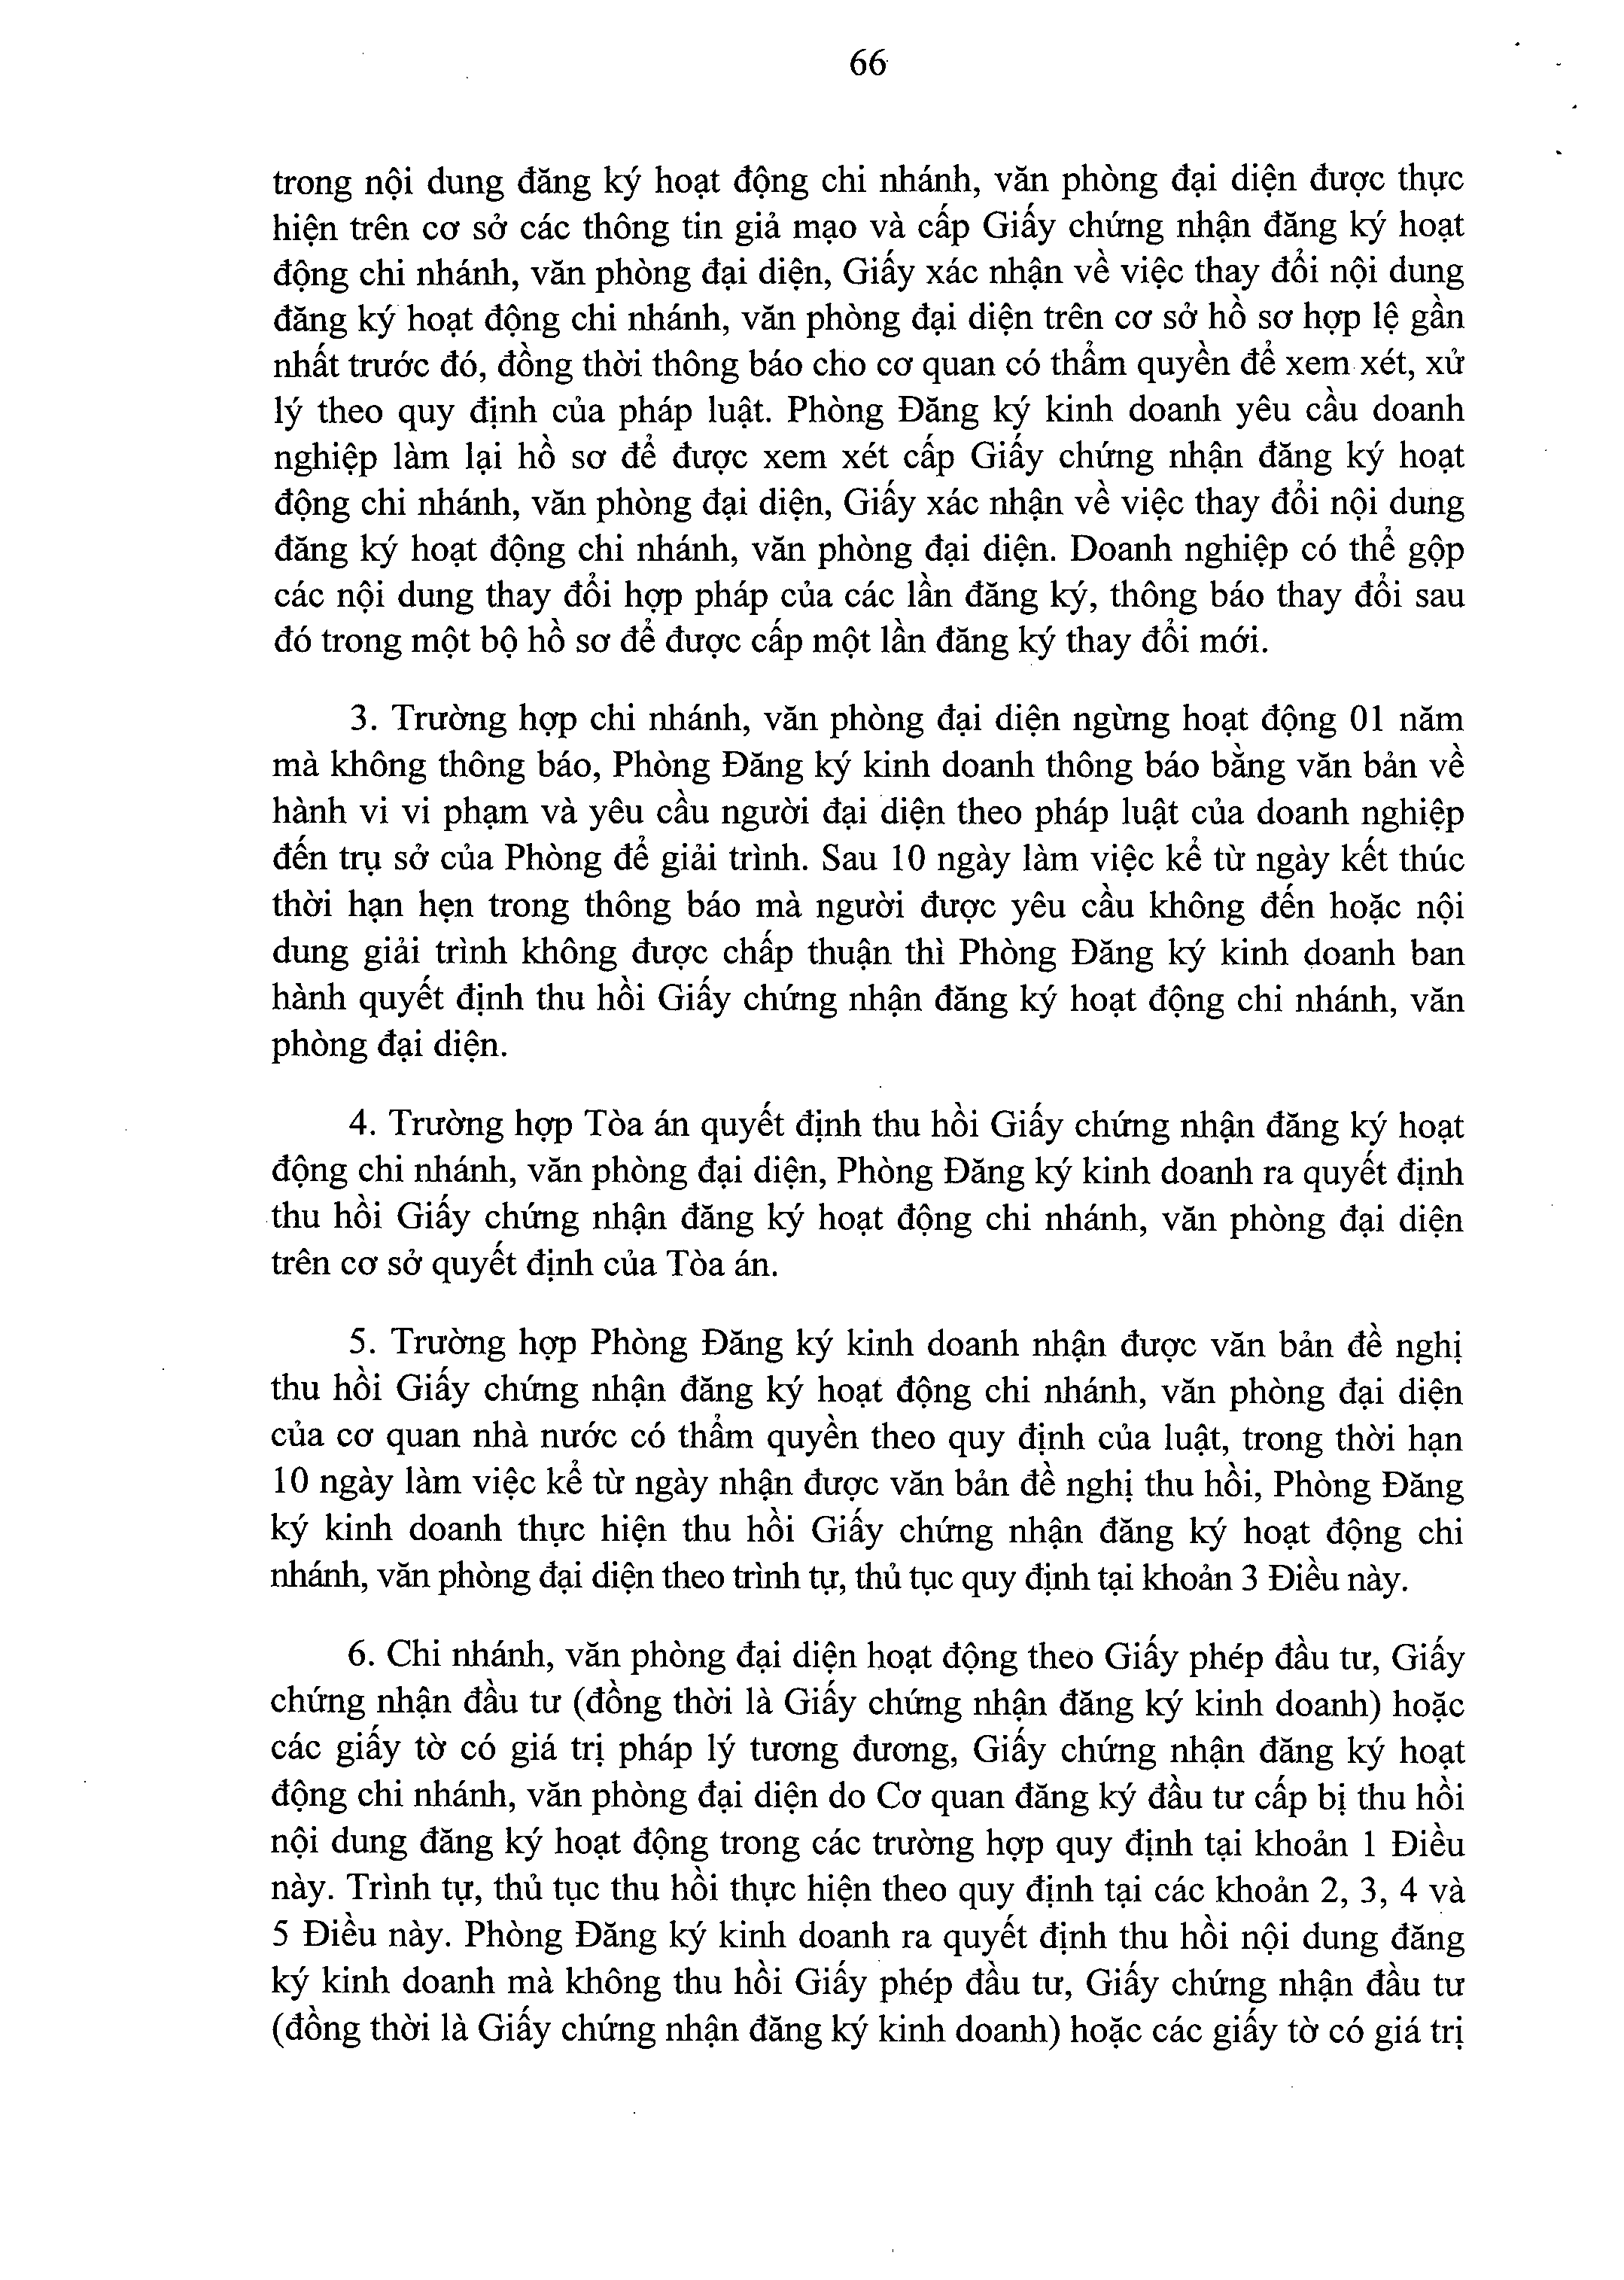 66
trong nội dung đăng ký hoạt động chi nhánh, văn phòng đại diện được thực
hiện trên cơ sở các thông tin giả mạo và cấp Giấy chứng nhận đăng ký hoạt
động chi nhánh, văn phòng đại diện, Giấy xác nhận về việc thay đổi nội dung
đăng ký hoạt động chi nhánh, văn phòng đại diện trên cơ sở hồ sơ hợp lệ gần
nhất trước đó, đồng thời thông báo cho cơ quan có thẩm quyền để xem xét, xử
lý theo quy định của pháp luật. Phòng Đăng ký kinh doanh yêu cầu doanh
nghiệp làm lại hồ sơ để được xem xét cấp Giấy chứng nhận đăng ký hoạt
động chi nhánh, văn phòng đại diện, Giấy xác nhận về việc thay đổi nội dung
đăng ký hoạt động chi nhánh, văn phòng đại diện. Doanh nghiệp có thể gộp
các nội dung thay đổi hợp pháp của các lần đăng ký, thông báo thay đổi sau
đó trong một bộ hồ sơ để được cấp một lần đăng ký thay đổi mới.
3. Trường hợp chi nhánh, văn phòng đại diện ngừng hoạt động 01 năm
mà không thông báo, Phòng Đăng ký kinh doanh thông báo bằng văn bản về
hành vi vi phạm và yêu cầu người đại diện theo pháp luật của doanh nghiệp
đến trụ sở của Phòng để giải trình. Sau 10 ngày làm việc kể từ ngày kết thúc
thời hạn hẹn trong thông báo mà người được yêu cầu không đến hoặc nội
dung giải trình không được chấp thuận thì Phòng Đăng ký kinh doanh ban
hành quyết định thu hồi Giấy chứng nhận đăng ký hoạt động chi nhánh, văn
phòng đại diện.
4. Trường hợp Tòa án quyết định thu hồi Giấy chứng nhận đăng ký hoạt
động chi nhánh, văn phòng đại diện, Phòng Đăng ký kinh doanh ra quyết định
thu hồi Giấy chứng nhận đăng ký hoạt động chi nhánh, văn phòng đại diện
trên cơ sở quyết định của Tòa án.
5. Trường hợp Phòng Đăng ký kinh doanh nhận được văn bản đề nghị
thu hồi Giấy chứng nhận đăng ký hoạt động chi nhánh, văn phòng đại diện
của cơ quan nhà nước có thẩm quyền theo quy định của luật, trong thời hạn
10 ngày làm việc kể từ ngày nhận được văn bản đề nghị thu hồi, Phòng Đăng
ký kinh doanh thực hiện thu hồi Giấy chứng nhận đăng ký hoạt động chi
nhánh, văn phòng đại diện theo trình tự, thủ tục quy định tại khoản 3 Điều này.
6. Chi nhánh, văn phòng đại diện hoạt động theo Giấy phép đầu tư, Giấy
chứng nhận đầu tư (đồng thời là Giấy chứng nhận đăng ký kinh doanh) hoặc
các giấy tờ có giá trị pháp lý tương đương, Giấy chứng nhận đăng ký hoạt
động chi nhánh, văn phòng đại diện do Cơ quan đăng ký đầu tư cấp bị thu hồi
nội dung đăng ký hoạt động trong các trường hợp quy định tại khoản 1 Điều
này. Trình tự, thủ tục thu hồi thực hiện theo quy định tại các khoản 2, 3, 4 và
5 Điều này. Phòng Đăng ký kinh doanh ra quyết định thu hồi nội dung đăng
ký kinh doanh mà không thu hồi Giấy phép đầu tư, Giấy chứng nhận đầu tư
(đồng thời là Giấy chứng nhận đăng ký kinh doanh) hoặc các giấy tờ có giá trị